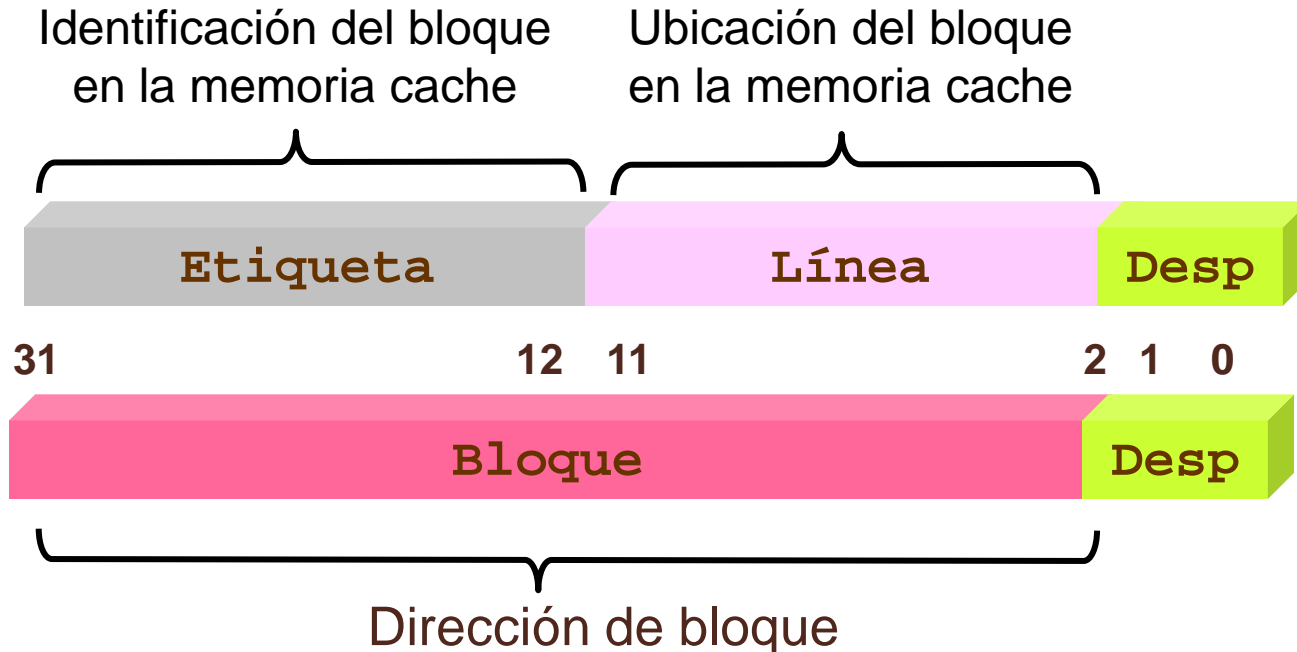 Identificación del bloque
en la memoria cache
Ubicación del bloque
en la memoria cache
Etiqueta Línea Desp
31 12 11 2 1 0
Bloque Desp
Dirección de bloque